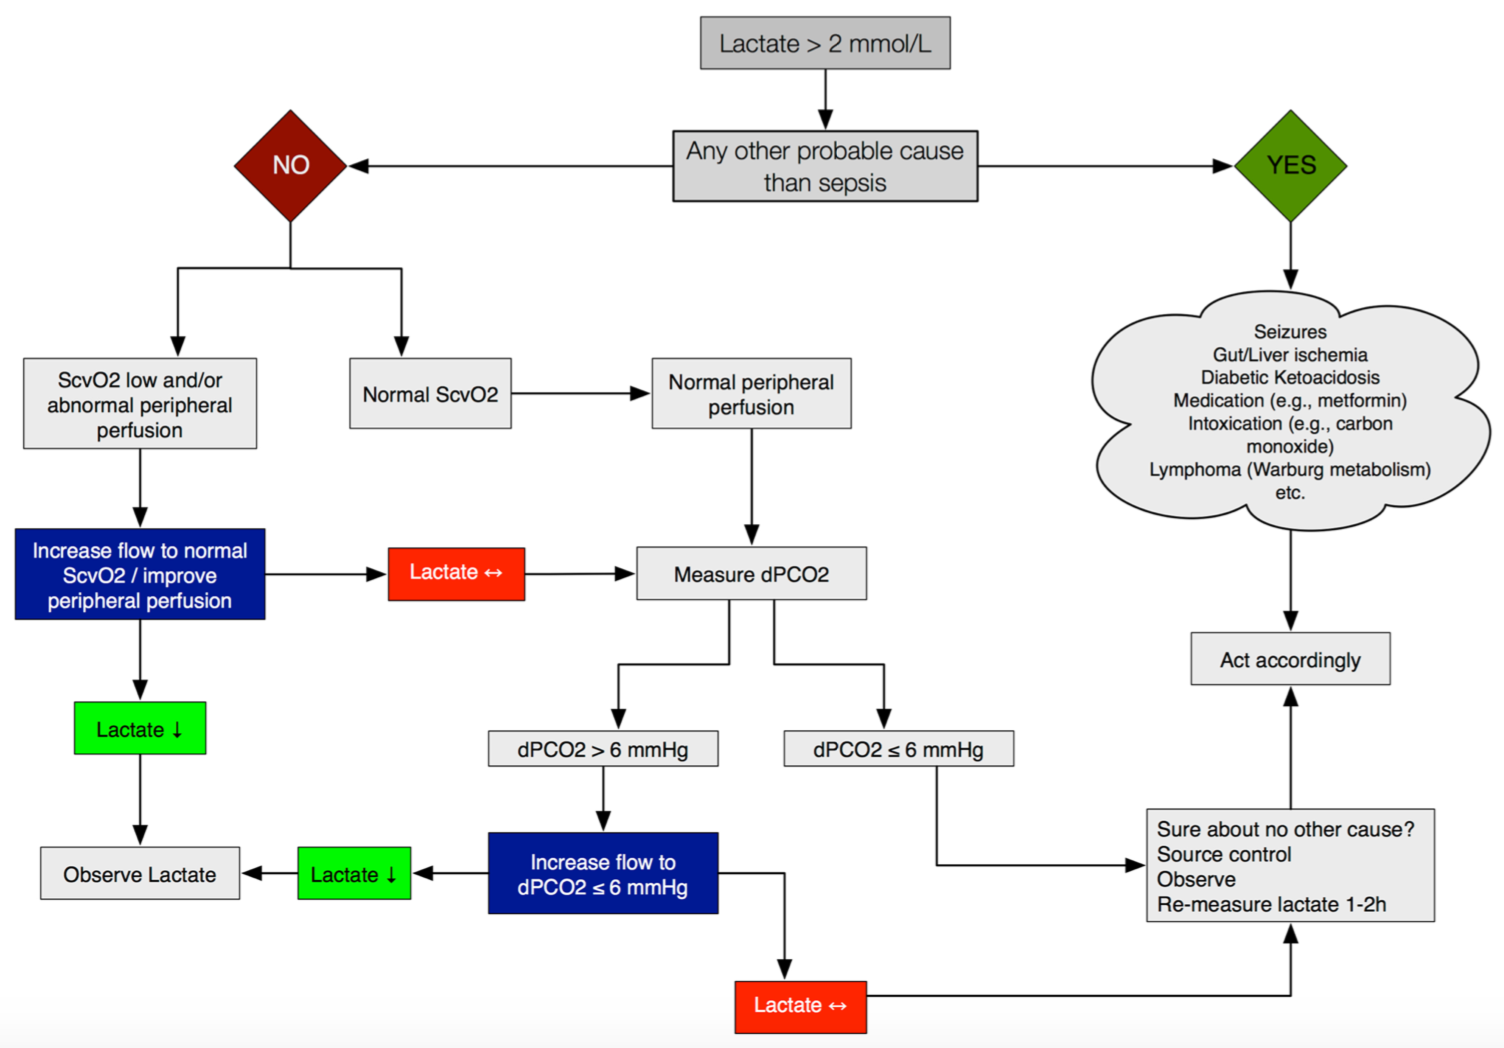 Lactate > 2 mmol/L
Any other probable cause
than sepsis
NO
YES
Seizures
Gut/Liver ischemia
Diabetic Ketoacidosis
Medication (e.g., metformin)
Intoxication (e.g., carbon
monoxide)
Lymphoma (Warburg metabolism)
etc.
ScvO2 low and/or
abnormal peripheral
perfusion
Normal ScvO2
Normal peripheral
perfusion
Increase flow to normal
ScvO2 / improve
peripheral perfusion
Lactate ↔
Measure dPCO2
Act accordingly
Lactate ↓
dPCO2 > 6 mmHg
dPCO2 ≤ 6 mmHg
Observe Lactate
Lactate ↓
Increase flow to
dPCO2 ≤ 6 mmHg
Sure about no other cause?
Source control
Observe
Re-measure lactate 1-2h
Lactate ↔